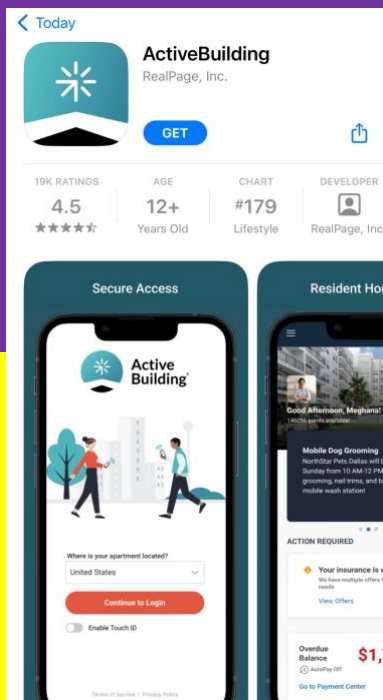 Today
ActiveBuilding
RealPage, Inc.
GET
19K RATINGS
4.5
AGE
12+
Years Old
CHART
#179
Lifestyle
DEVELOPER
RealPage, Inc
Secure Access
Active
Building
Where is your apartment located?
United States
Continue to Login
Enable Touch ID
Terms of Service | Privacy Policy
Resident Ho
Good Afternoon, Meghana!
points available!
Mobile Dog Grooming
NorthStar Pets Dallas will b
Sunday from 10 AM-12 PM
grooming, nail trims, and b
mobile wash station!
ACTION REQUIRED
Your insurance is e
We have multiple offers
needs
View Offers
Overdue
Balance
$1,
AutoPay Off
Go to Payment Center